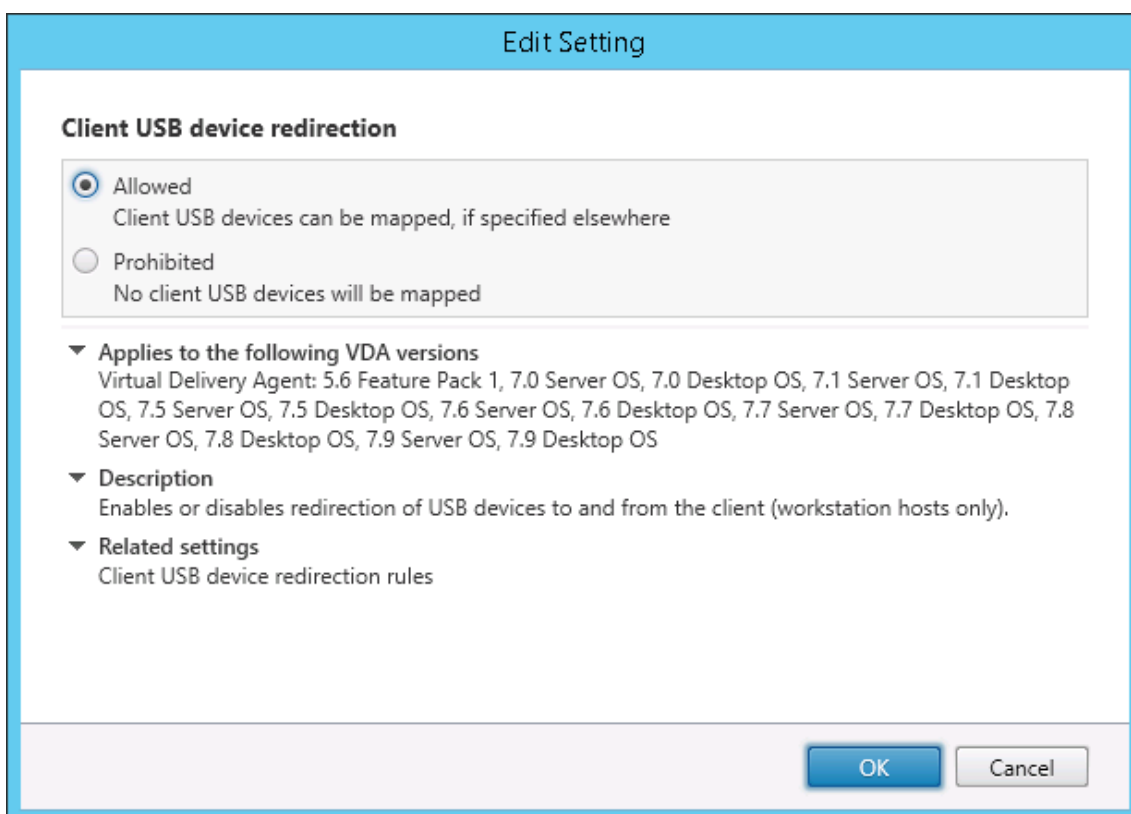 Edit Setting
Client USB device redirection
Allowed
Client USB devices can be mapped, if specified elsewhere
Prohibited
No client USB devices will be mapped
Applies to the following VDA versions
Virtual Delivery Agent: 5.6 Feature Pack 1, 7.0 Server OS, 7.0 Desktop OS, 7.1 Server OS, 7.1 Desktop
OS, 7.5 Server OS, 7.5 Desktop OS, 7.6 Server OS, 7.6 Desktop OS, 7.7 Server OS, 7.7 Desktop OS, 7.8
Server OS, 7.8 Desktop OS, 7.9 Server OS, 7.9 Desktop OS
Description
Enables or disables redirection of USB devices to and from the client (workstation hosts only).
Related settings
Client USB device redirection rules
OK Cancel